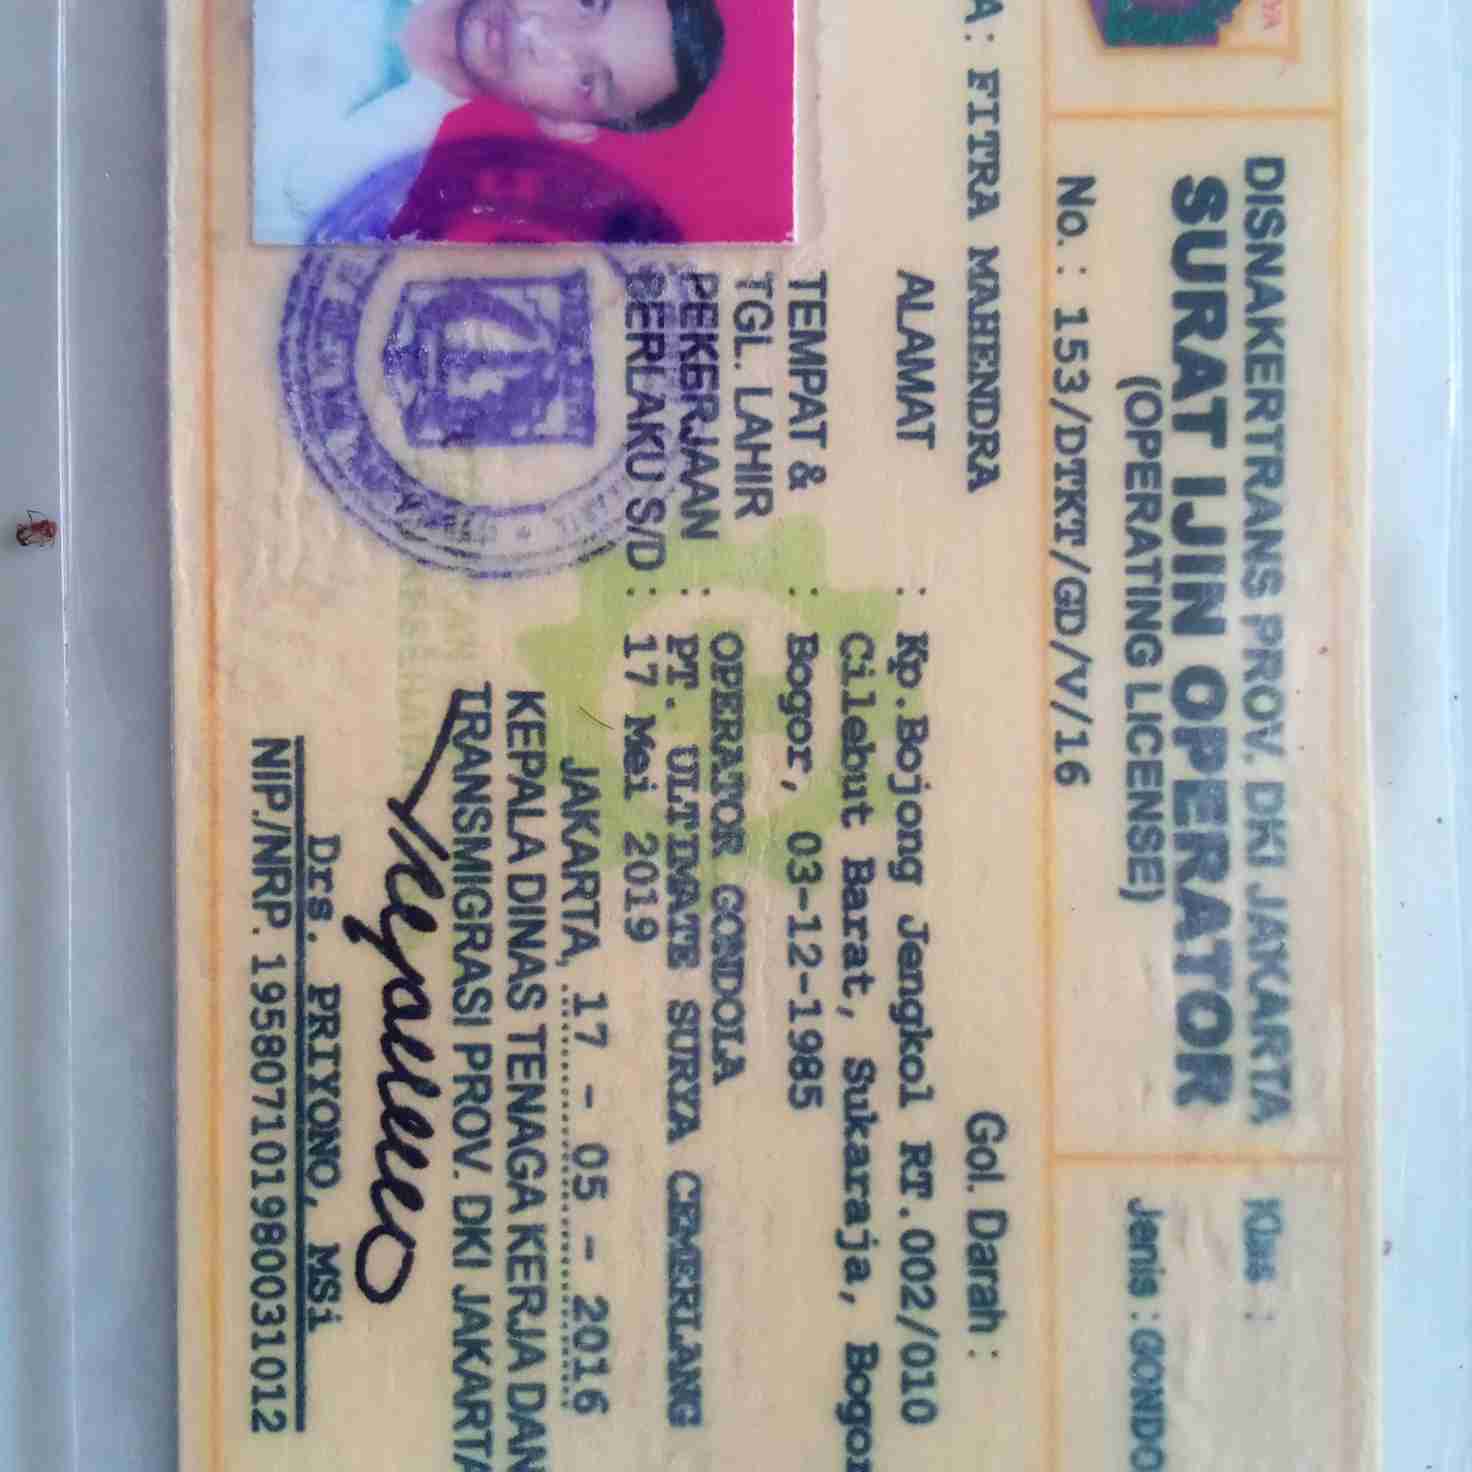 DISNAKERTRANS PROV. DKI JAKARTA
SURAT IJIN OPERATOR
(OPERATING LICENSE)
No. : 153/DTKT/GD/V/16
Klas :
Jenis : GONDO
A : FITRA MAHENDRA
Gol. Darah :
ALAMAT : Kp.Bojong Jengkol RT.002/010
Cilebut Barat, Sukaraja, Bogor
TEMPAT &
TGL. LAHIR : Bogor, 03-12-1985
PEKERJAAN : OPERATOR GONDOLA
PT. ULTIMATE SURYA CEMERLANG
BERLAKU S/D : 17 Mei 2019
JAKARTA, 17 - 05 - 2016
KEPALA DINAS TENAGA KERJA DAN
TRANSMIGRASI PROV. DKI JAKARTA
Drs. PRIYONO, MSi
NIP./NRP. 195807101980031012